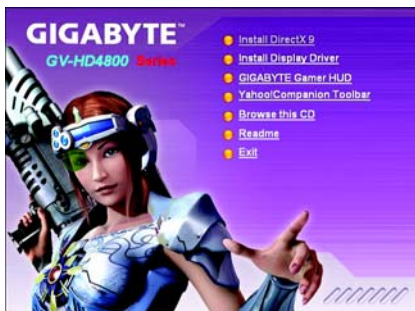 GIGABYTE™
GV-HD4800 Series
Install DirectX 9
Install Display Driver
GIGABYTE Gamer HUD
Yahoo!Companion Toolbar
Browse this CD
Readme
Exit